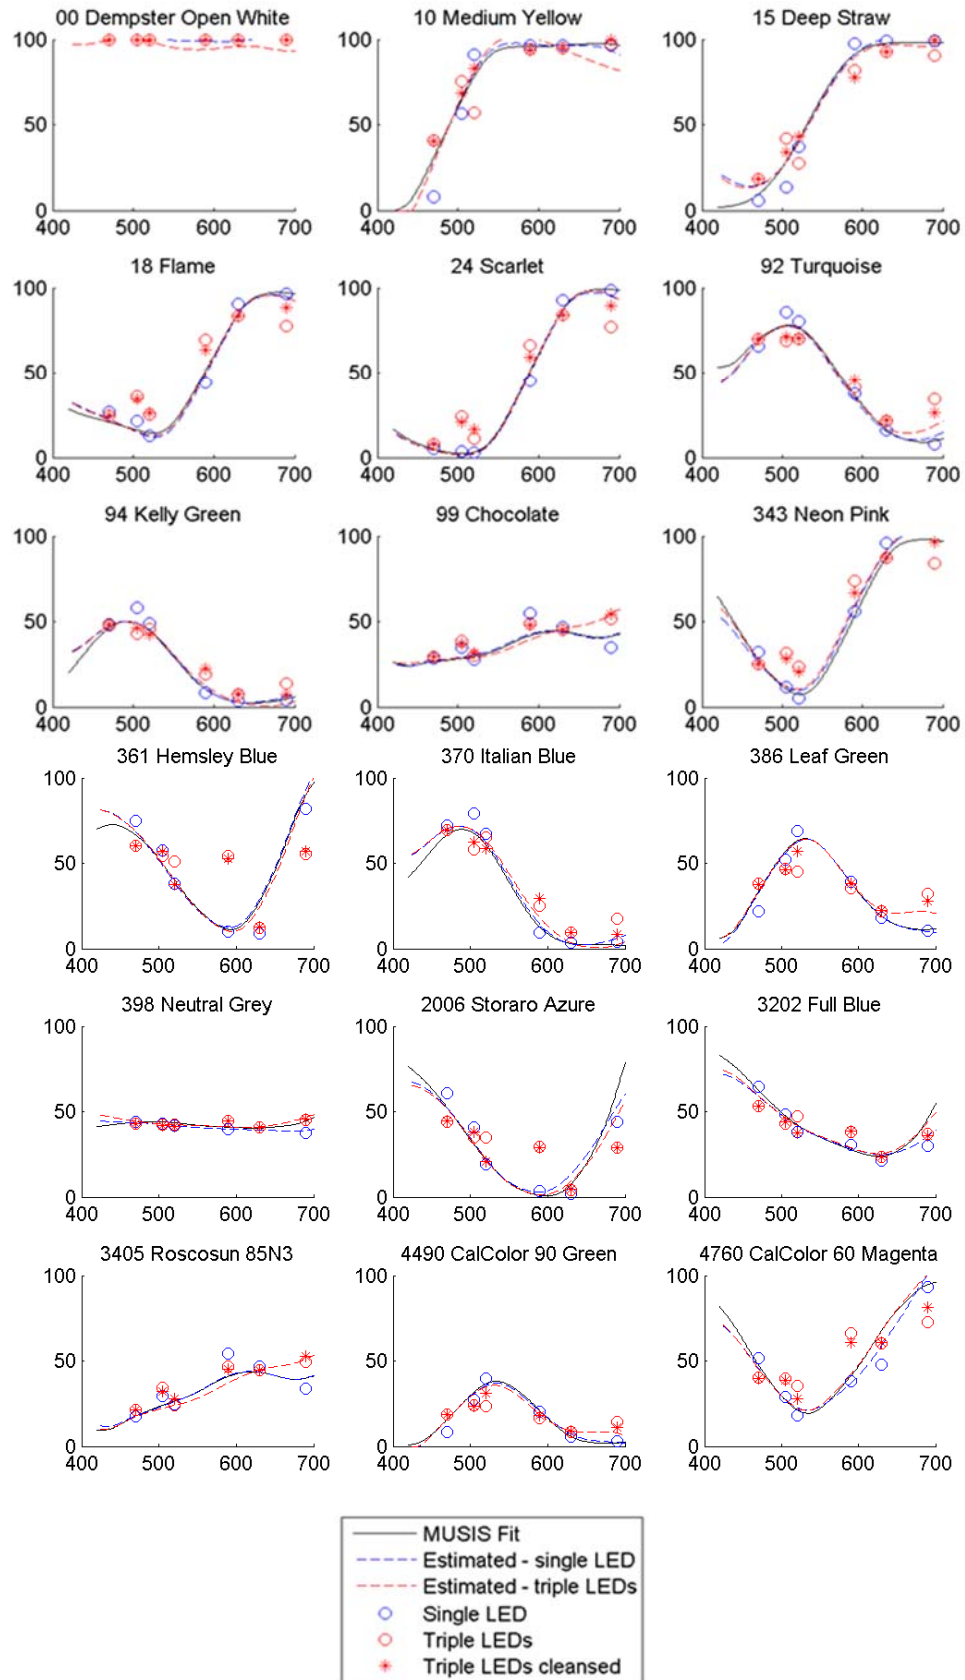 00 Dempster Open White 10 Medium Yellow 15 Deep Straw
100 100 100
50 50 50
0 0 0
400 500 600 700 400 500 600 700 400 500 600 700
18 Flame 24 Scarlet 92 Turquoise
100 100 100
50 50 50
0 0 0
400 500 600 700 400 500 600 700 400 500 600 700
94 Kelly Green 99 Chocolate 343 Neon Pink
100 100 100
50 50 50
0 0 0
400 500 600 700 400 500 600 700 400 500 600 700
361 Hemsley Blue 370 Italian Blue 386 Leaf Green
100 100 100
50 50 50
0 0 0
400 500 600 700 400 500 600 700 400 500 600 700
398 Neutral Grey 2006 Storaro Azure 3202 Full Blue
100 100 100
50 50 50
0 0 0
400 500 600 700 400 500 600 700 400 500 600 700
3405 Roscosun 85N3 4490 CalColor 90 Green 4760 CalColor 60 Magenta
100 100 100
50 50 50
0 0 0
400 500 600 700 400 500 600 700 400 500 600 700
MUSIS Fit
Estimated - single LED
Estimated - triple LEDs
Single LED
Triple LEDs
Triple LEDs cleansed